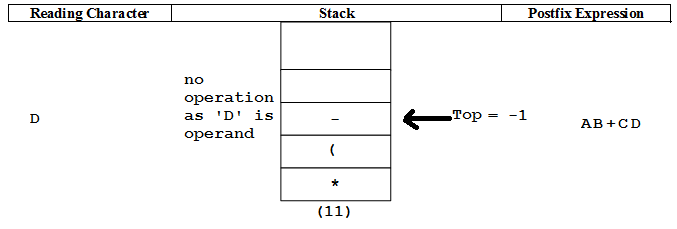 Reading Character Stack Postfix Expression
no
operation
as 'D' is
operand
D
-
(
*
Top = -1
AB+CD
(11)